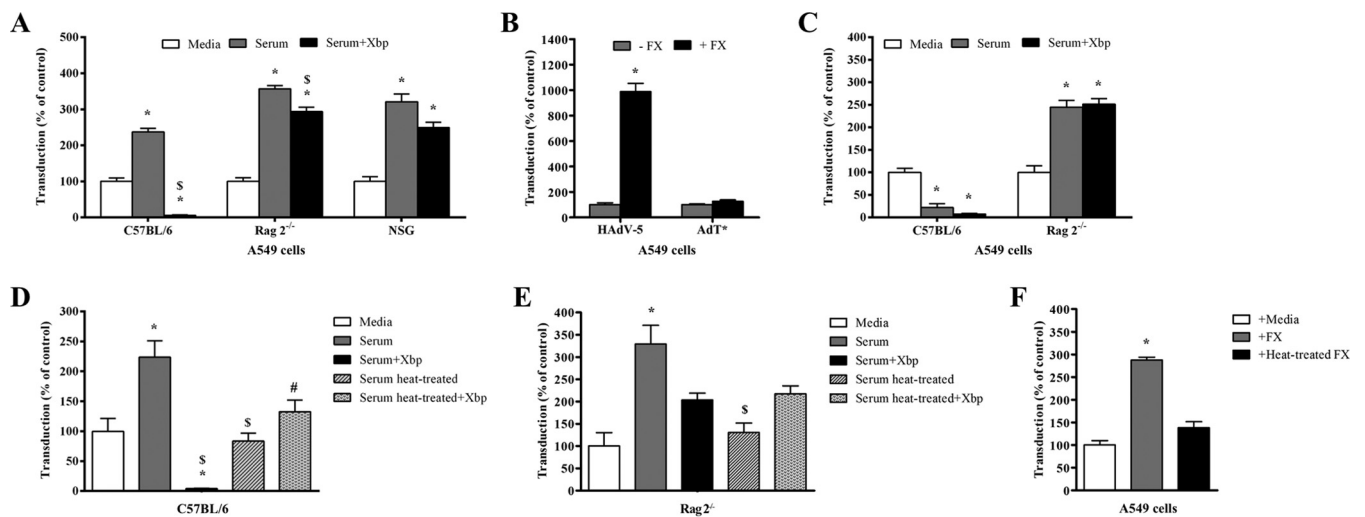 A
Media Serum Serum+Xbp
Transduction (% of control)
500
400
300
200
100
0
* $ * * $ * * *
C57BL/6 Rag 2-/- NSG
A549 cells
B
- FX + FX
Transduction (% of control)
1400
1200
1000
800
600
400
200
0
*
HAdV-5 AdT*
A549 cells
C
Media Serum Serum+Xbp
Transduction (% of control)
400
350
300
250
200
150
100
50
0
* * * *
C57BL/6 Rag 2-/-
A549 cells
D
Transduction (% of control)
300
250
200
150
100
50
0
* $ * $ #
C57BL/6
Media
Serum
Serum+Xbp
Serum heat-treated
Serum heat-treated+Xbp
E
Transduction (% of control)
400
350
300
250
200
150
100
50
0
* $
Rag2-/-
Media
Serum
Serum+Xbp
Serum heat-treated
Serum heat-treated+Xbp
F
Transduction (% of control)
400
350
300
250
200
150
100
50
0
*
A549 cells
+Media
+FX
+Heat-treated FX